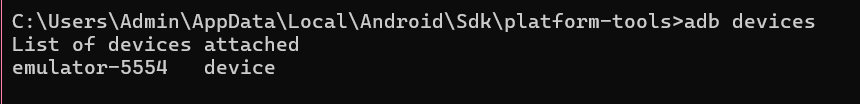 C:\Users\Admin\AppData\Local\Android\Sdk\platform-tools>adb devices
List of devices attached
emulator-5554   device